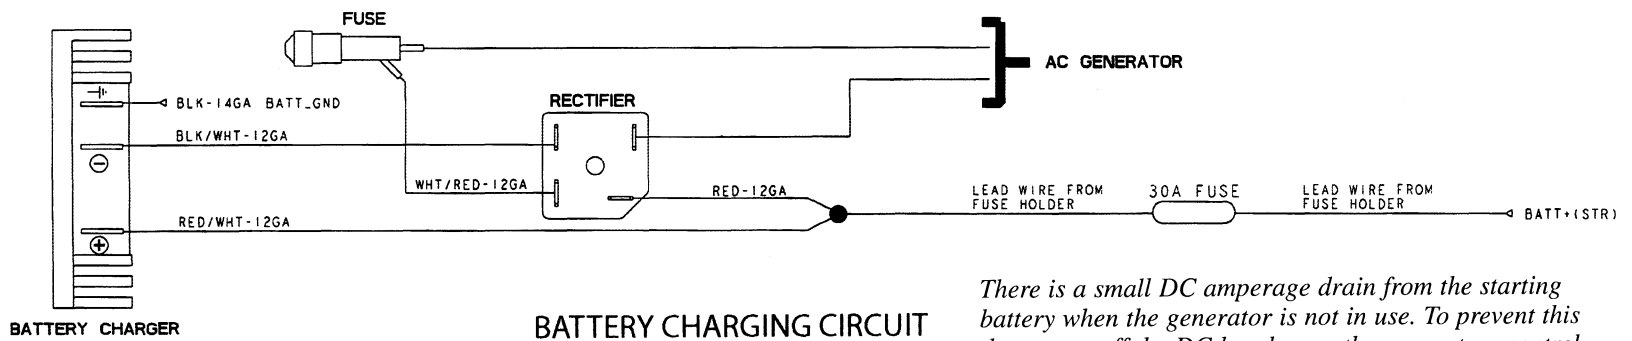 FUSE
AC GENERATOR
RECTIFIER
BLK-14GA BATT_GND
BLK/WHT-12GA
WHT/RED-12GA
RED-12GA
LEAD WIRE FROM
FUSE HOLDER
30A FUSE
LEAD WIRE FROM
FUSE HOLDER
BATT+(STR)
RED/WHT-12GA
BATTERY CHARGER
BATTERY CHARGING CIRCUIT
There is a small DC amperage drain from the starting
battery when the generator is not in use. To prevent this